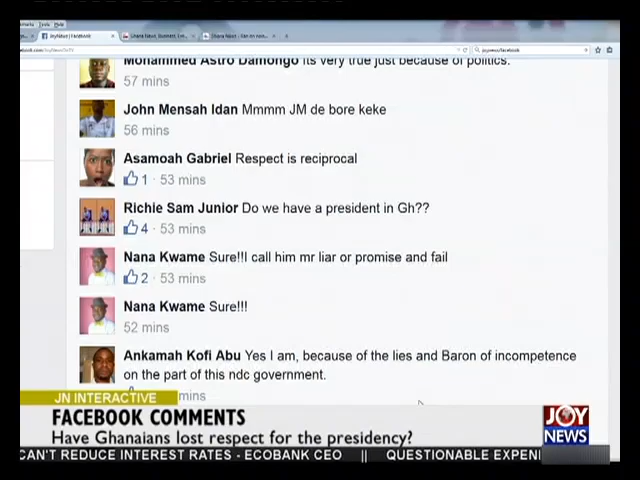 JoyNews | Facebook
joynews/facebook
Mohammed Astro Damongo Its very true just because of politics.
57 mins
John Mensah Idan Mmmm JM de bore keke
56 mins
Asamoah Gabriel Respect is reciprocal
1 · 53 mins
Richie Sam Junior Do we have a president in Gh??
4 · 53 mins
Nana Kwame Sure!!I call him mr liar or promise and fail
2 · 53 mins
Nana Kwame Sure!!!
52 mins
Ankamah Kofi Abu Yes I am, because of the lies and Baron of incompetence
on the part of this ndc government.
mins
JN INTERACTIVE
FACEBOOK COMMENTS
Have Ghanaians lost respect for the presidency?
JOY
NEWS
CAN'T REDUCE INTEREST RATES - ECOBANK CEO || QUESTIONABLE EXPEN